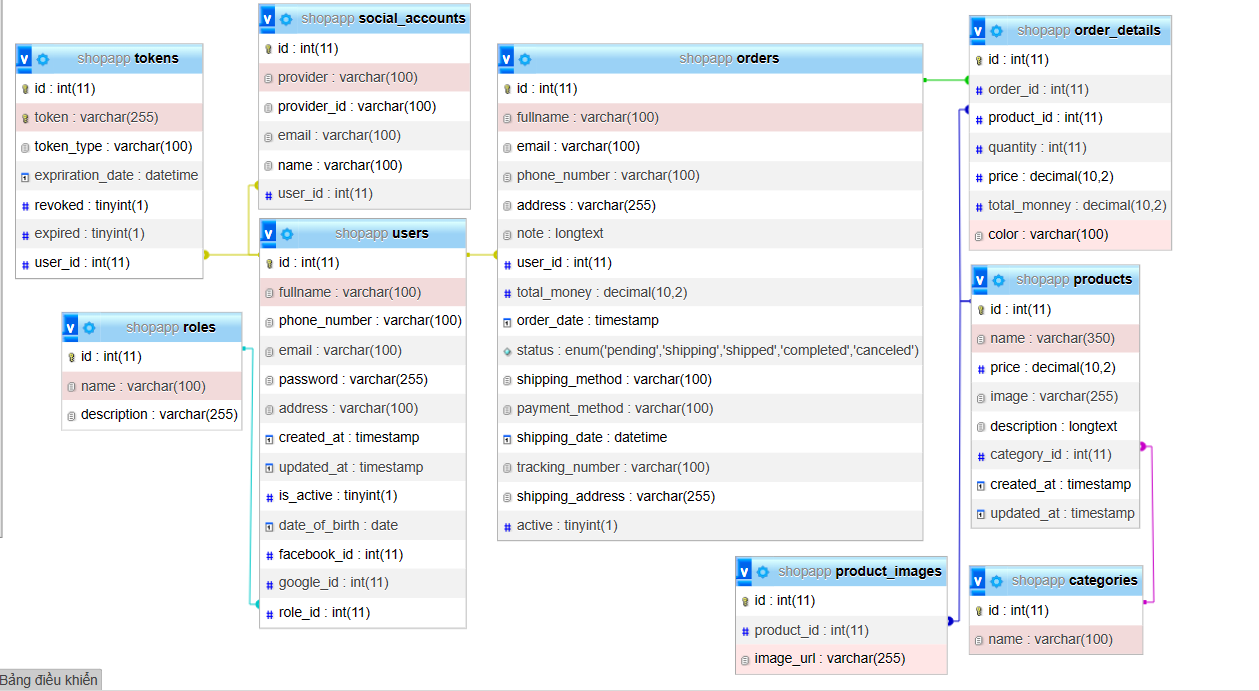 shopapp social_accounts
id : int(11)
provider : varchar(100)
provider_id : varchar(100)
email : varchar(100)
name : varchar(100)
user_id : int(11)
shopapp tokens
id : int(11)
token : varchar(255)
token_type : varchar(100)
expriration_date : datetime
revoked : tinyint(1)
expired : tinyint(1)
user_id : int(11)
shopapp roles
id : int(11)
name : varchar(100)
description : varchar(255)
shopapp users
id : int(11)
fullname : varchar(100)
phone_number : varchar(100)
email : varchar(100)
password : varchar(255)
address : varchar(100)
created_at : timestamp
updated_at : timestamp
is_active : tinyint(1)
date_of_birth : date
facebook_id : int(11)
google_id : int(11)
role_id : int(11)
shopapp orders
id : int(11)
fullname : varchar(100)
email : varchar(100)
phone_number : varchar(100)
address : varchar(255)
note : longtext
user_id : int(11)
total_money : decimal(10,2)
order_date : timestamp
status : enum('pending','shipping','shipped','completed','canceled')
shipping_method : varchar(100)
payment_method : varchar(100)
shipping_date : datetime
tracking_number : varchar(100)
shipping_address : varchar(255)
active : tinyint(1)
shopapp order_details
id : int(11)
order_id : int(11)
product_id : int(11)
quantity : int(11)
price : decimal(10,2)
total_monney : decimal(10,2)
color : varchar(100)
shopapp products
id : int(11)
name : varchar(350)
price : decimal(10,2)
image : varchar(255)
description : longtext
category_id : int(11)
created_at : timestamp
updated_at : timestamp
shopapp product_images
id : int(11)
product_id : int(11)
image_url : varchar(255)
shopapp categories
id : int(11)
name : varchar(100)
Bảng điều khiển